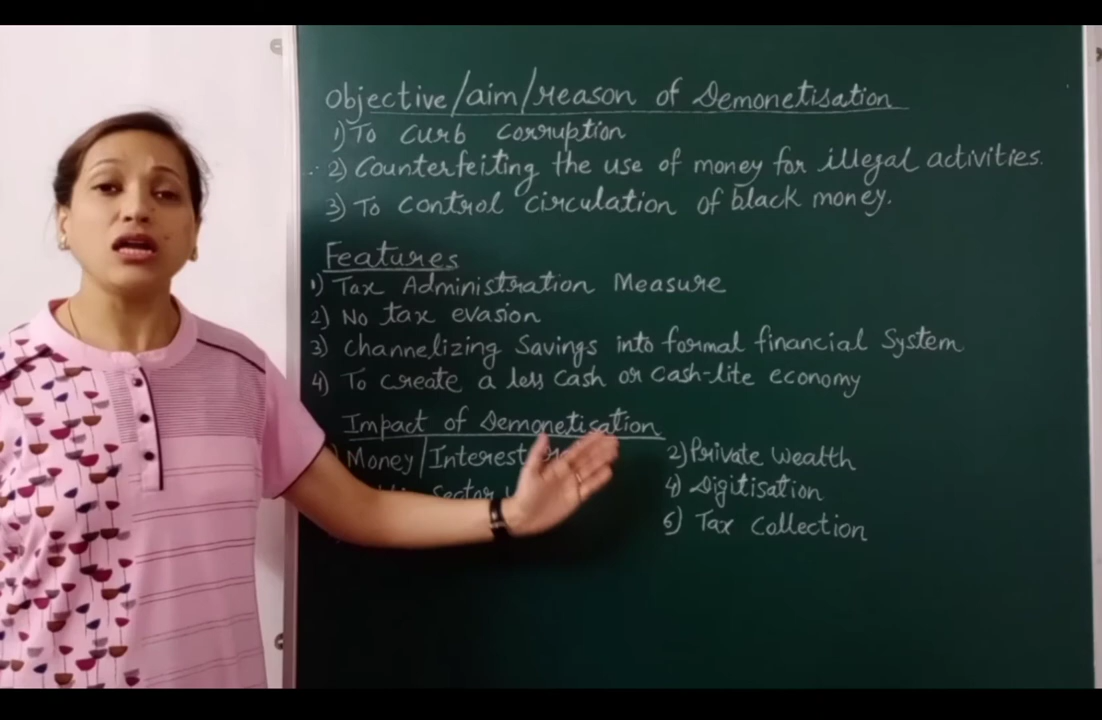 Objective/aim/reason of Demonetisation
1) To curb corruption
2) Counterfeiting the use of money for illegal activities.
3) To control circulation of black money.
Features
1) Tax Administration Measure
2) No tax evasion
3) Channelizing Savings into formal financial System
4) To create a less cash or cash-lite economy
Impact of Demonetisation
Money/Interest
2) Private wealth
Sector
4) Digitisation
6) Tax collection